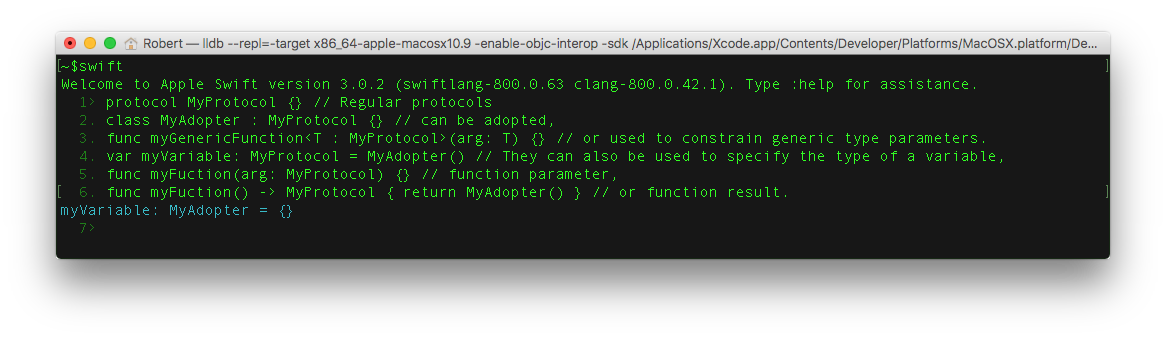 Robert — lldb --repl=-target x86_64-apple-macosx10.9 -enable-objc-interop -sdk /Applications/Xcode.app/Contents/Developer/Platforms/MacOSX.platform/De...
[~$swift ]
Welcome to Apple Swift version 3.0.2 (swiftlang-800.0.63 clang-800.0.42.1). Type :help for assistance.
1> protocol MyProtocol {} // Regular protocols
2. class MyAdopter : MyProtocol {} // can be adopted,
3. func myGenericFunction<T : MyProtocol>(arg: T) {} // or used to constrain generic type parameters.
4. var myVariable: MyProtocol = MyAdopter() // They can also be used to specify the type of a variable,
5. func myFuction(arg: MyProtocol) {} // function parameter,
[ 6. func myFuction() -> MyProtocol { return MyAdopter() } // or function result. ]
myVariable: MyAdopter = {}
7>